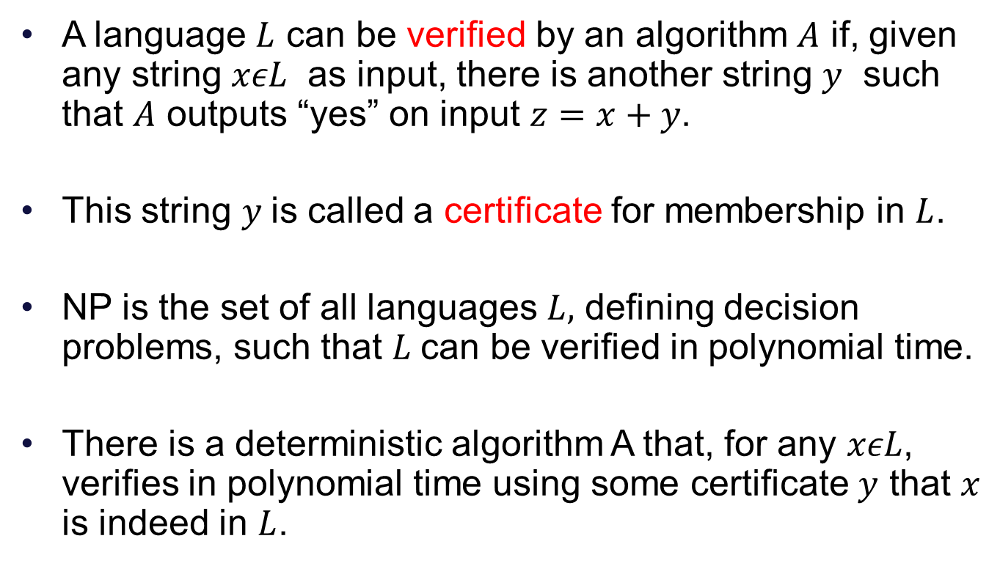 • A language 𝐿 can be verified by an algorithm 𝐴 if, given
any string 𝑥𝜖𝐿 as input, there is another string 𝑦 such
that 𝐴 outputs “yes” on input 𝑧 = 𝑥 + 𝑦.
• This string 𝑦 is called a certificate for membership in 𝐿.
• NP is the set of all languages 𝐿, defining decision
problems, such that 𝐿 can be verified in polynomial time.
• There is a deterministic algorithm A that, for any 𝑥𝜖𝐿,
verifies in polynomial time using some certificate 𝑦 that 𝑥
is indeed in 𝐿.